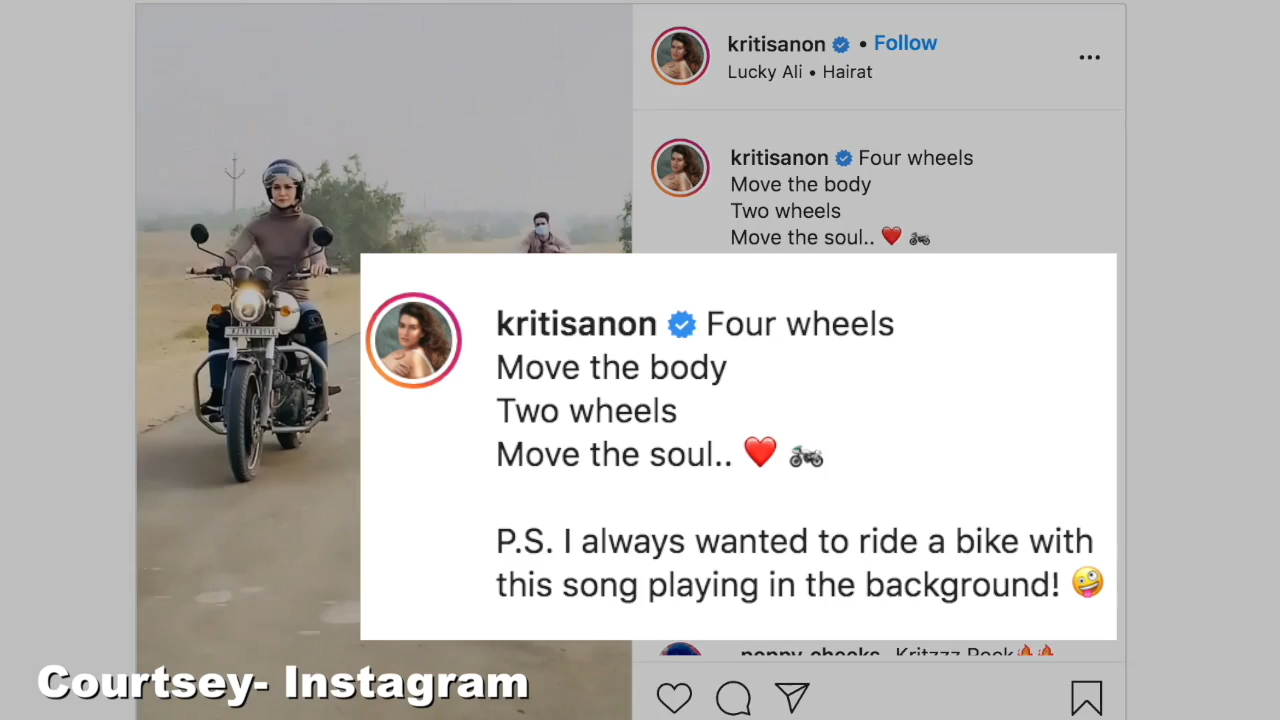 kritisanon • Follow
Lucky Ali • Hairat
kritisanon Four wheels
Move the body
Two wheels
Move the soul.. ❤️ 🏍️
kritisanon Four wheels
Move the body
Two wheels
Move the soul.. ❤️ 🏍️
P.S. I always wanted to ride a bike with
this song playing in the background! 🤪
Courtsey- Instagram